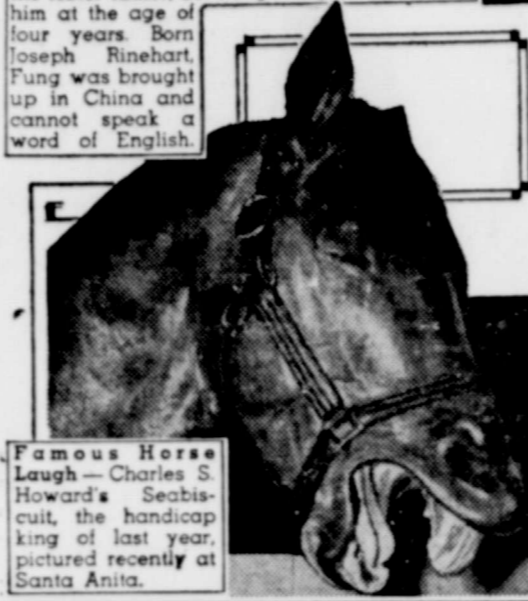 him at the age of
four years. Born
Joseph Rinehart,
Fung was brought
up in China and
cannot speak a
word of English.
Famous Horse
Laugh — Charles S.
Howard's Seabis-
cuit, the handicap
king of last year,
pictured recently at
Santa Anita.